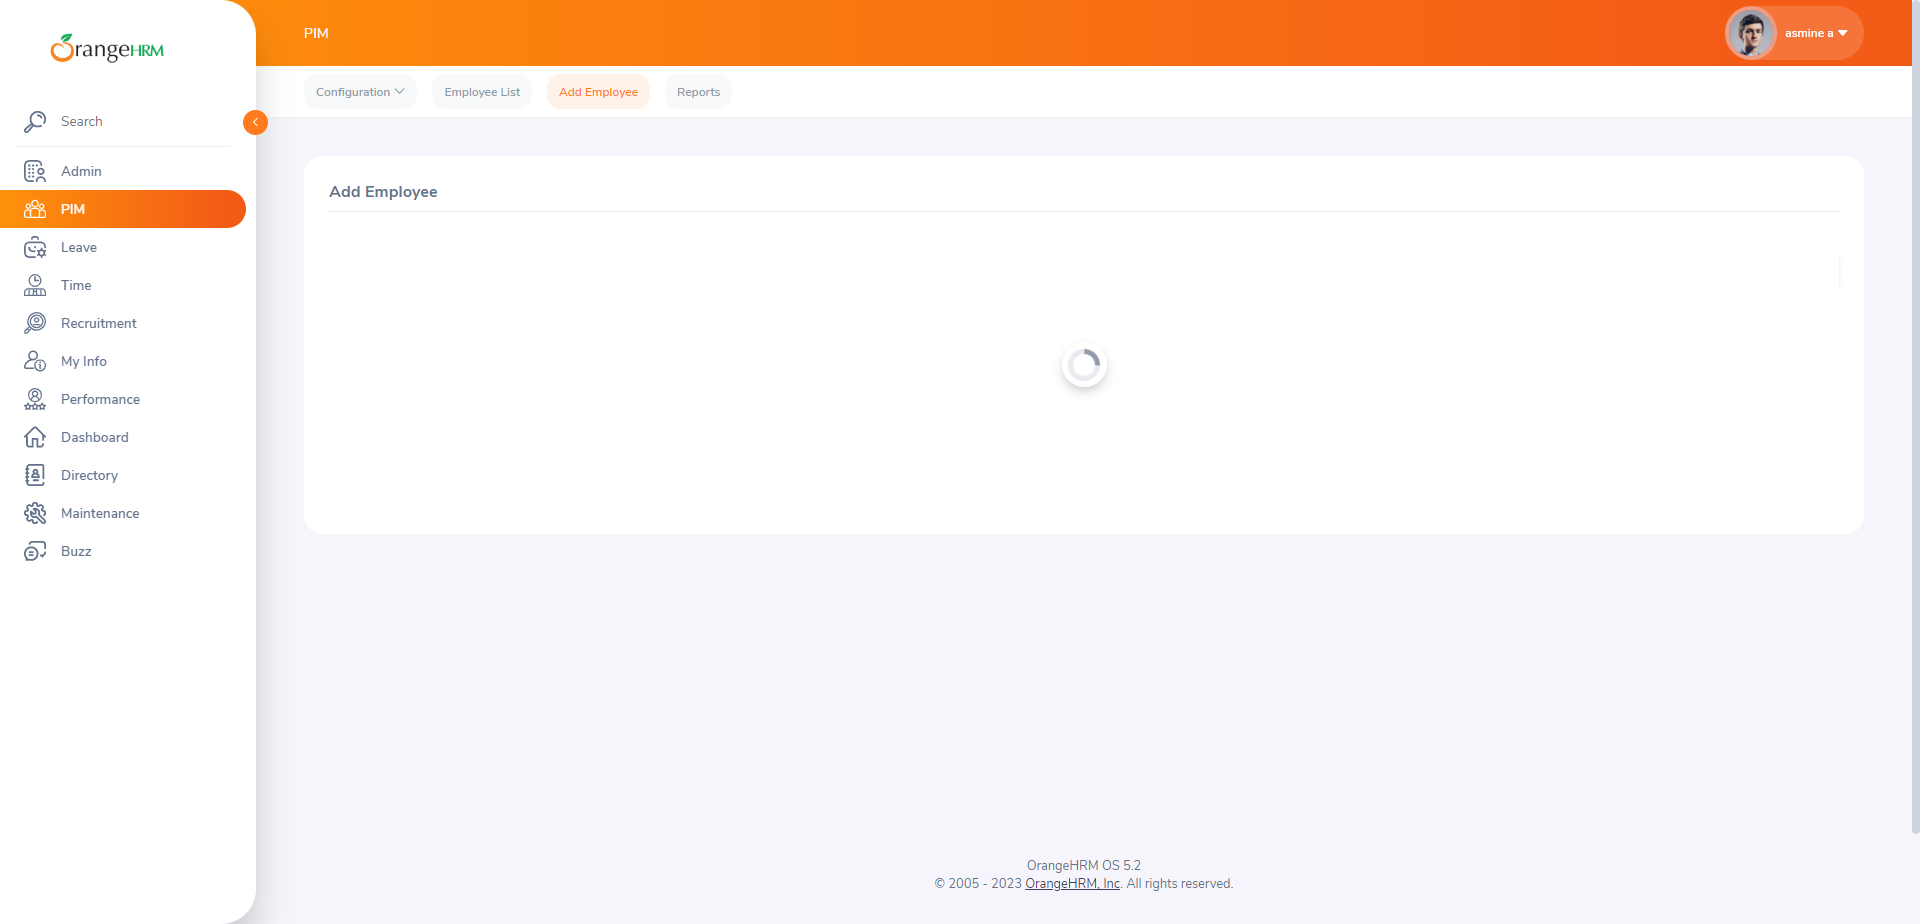 OrangeHRM
PIM
asmine a
Configuration
Employee List
Add Employee
Reports
Search
Admin
PIM
Leave
Time
Recruitment
My Info
Performance
Dashboard
Directory
Maintenance
Buzz
Add Employee
OrangeHRM OS 5.2
© 2005 - 2023 OrangeHRM, Inc. All rights reserved.